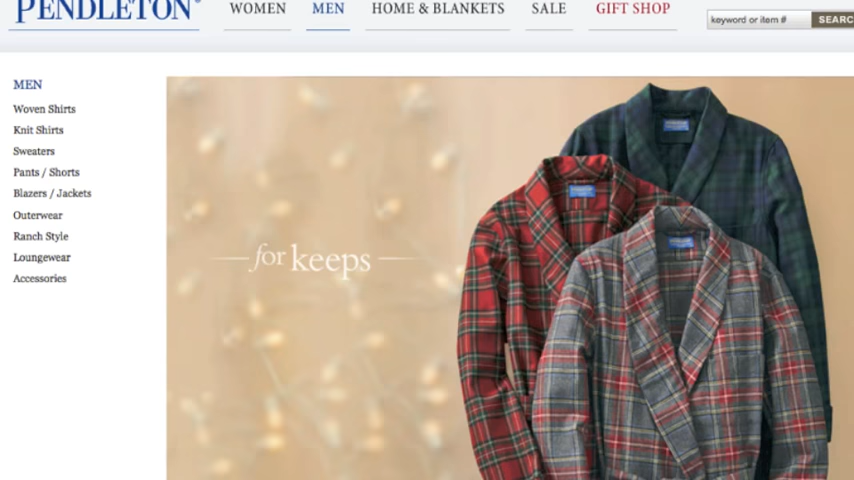 PENDLETON®
WOMEN
MEN
HOME & BLANKETS
SALE
GIFT SHOP
keyword or item #
SEARC
MEN
Woven Shirts
Knit Shirts
Sweaters
Pants / Shorts
Blazers / Jackets
Outerwear
Ranch Style
Loungewear
Accessories
for keeps